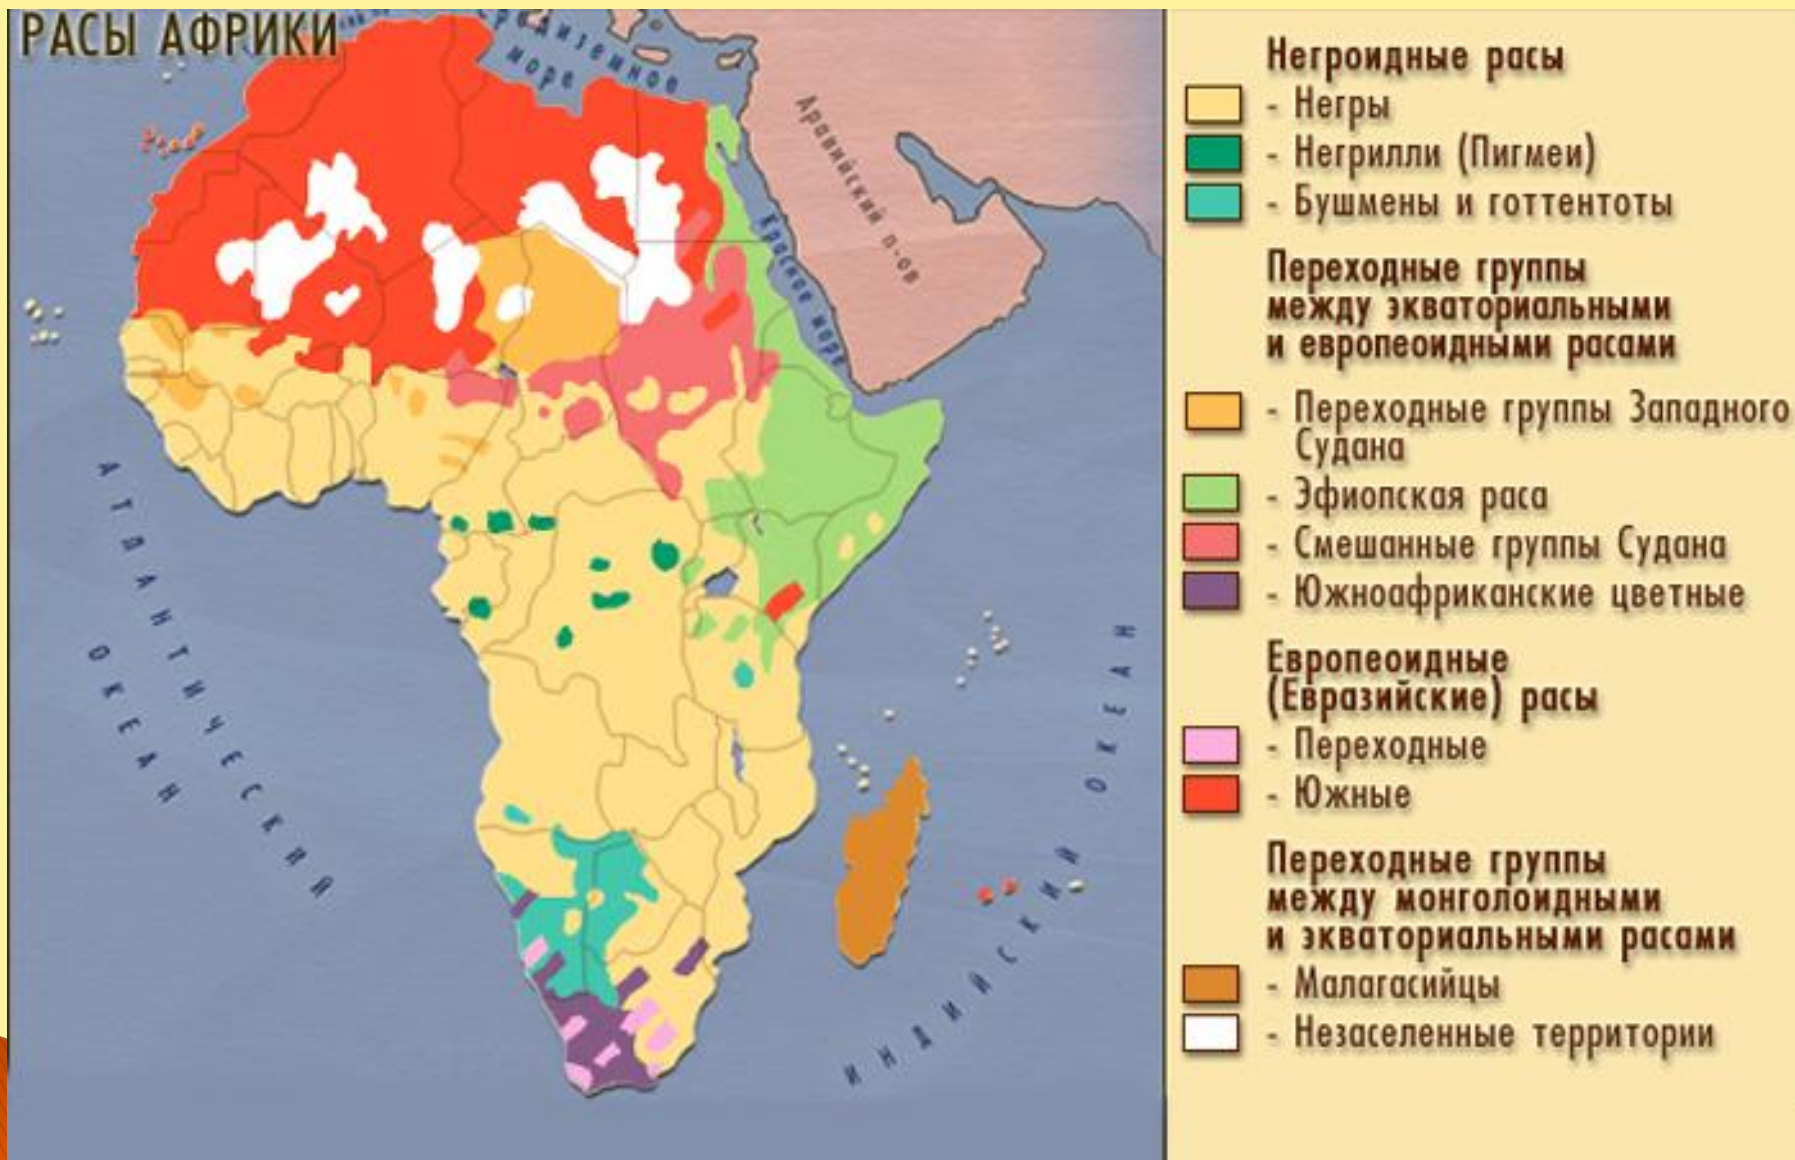 РАСЫ АФРИКИ
Средиземное
море
Аравийский п-ов
Красное море
АТЛАНТИЧЕСКИЙ
ОКЕАН
ИНДИЙСКИЙ ОКЕАН
Негроидные расы
- Негры
- Негрилли (Пигмеи)
- Бушмены и готтентоты
Переходные группы
между экваториальными
и европеоидными расами
- Переходные группы Западного
Судана
- Эфиопская раса
- Смешанные группы Судана
- Южноафриканские цветные
Европеоидные
(Евразийские) расы
- Переходные
- Южные
Переходные группы
между монголоидными
и экваториальными расами
- Малагасийцы
- Незаселенные территории